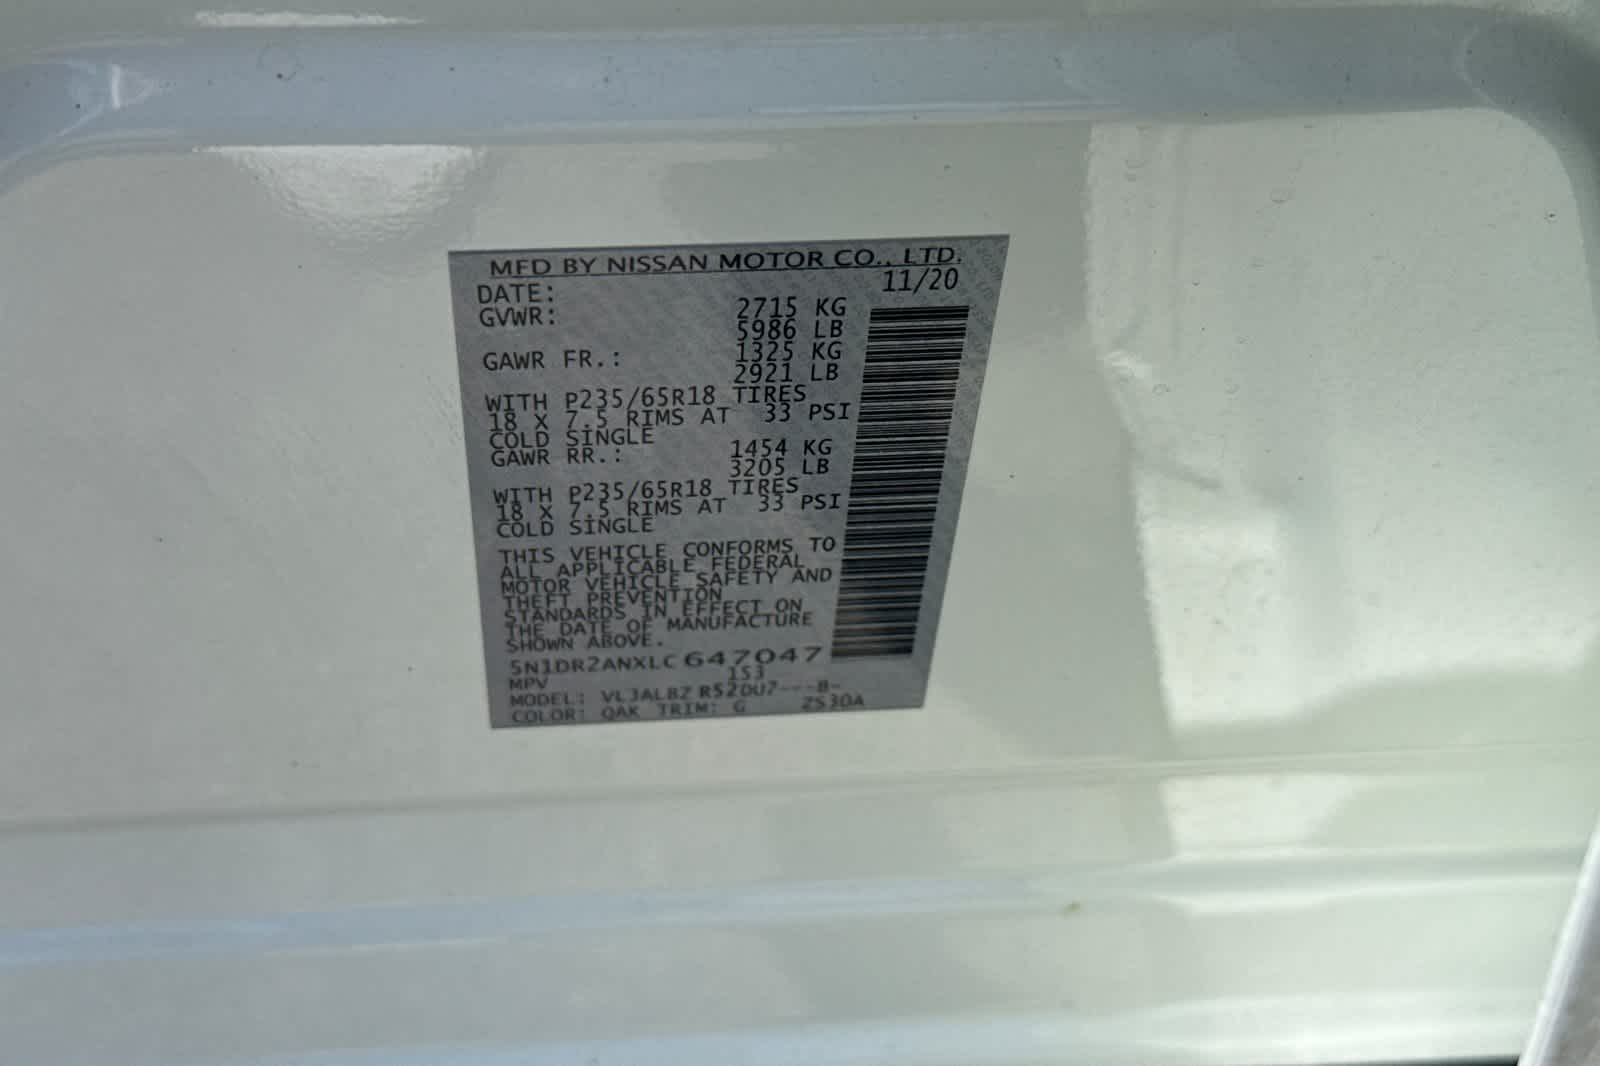 MFD BY NISSAN MOTOR CO., LTD.
DATE: 11/20
GVWR: 2715 KG
5986 LB
GAWR FR.: 1325 KG
2921 LB
WITH P235/65R18 TIRES
18 X 7.5 RIMS AT 33 PSI
COLD SINGLE
GAWR RR.: 1454 KG
3205 LB
WITH P235/65R18 TIRES
18 X 7.5 RIMS AT 33 PSI
COLD SINGLE
THIS VEHICLE CONFORMS TO
ALL APPLICABLE FEDERAL
MOTOR VEHICLE SAFETY AND
THEFT PREVENTION
STANDARDS IN EFFECT ON
THE DATE OF MANUFACTURE
SHOWN ABOVE.
5N1DR2ANXLC647047
MPV 153
MODEL: R52DU7---B-
COLOR: QAK TRIM: G